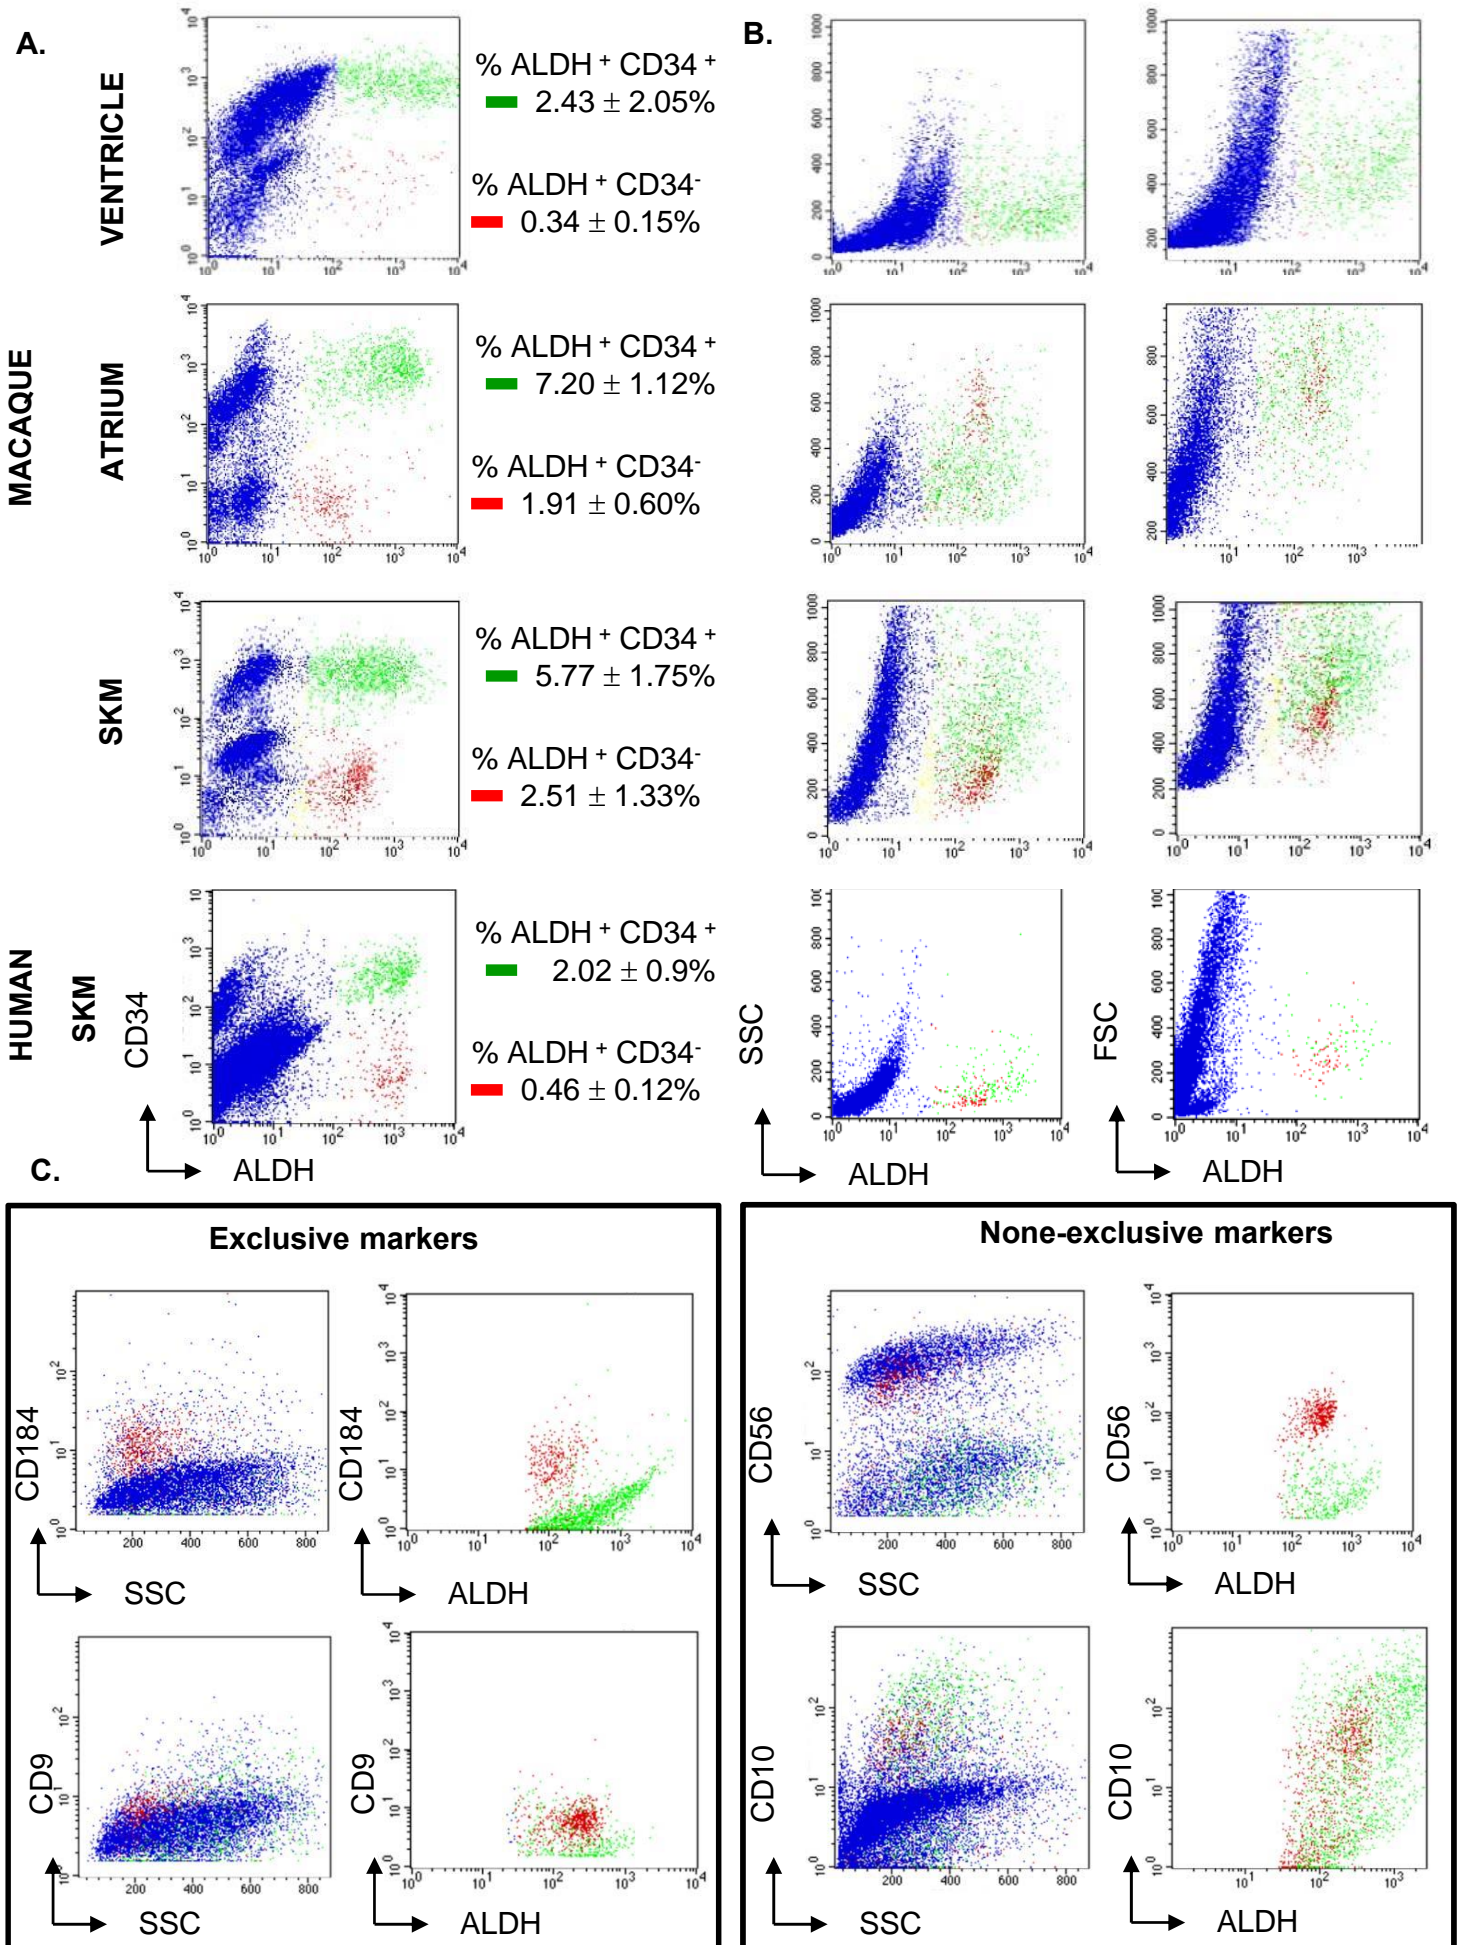 A.
B.
MACAQUE
VENTRICLE
% ALDH + CD34 +
2.43 ± 2.05%
% ALDH + CD34-
0.34 ± 0.15%
ATRIUM
% ALDH + CD34 +
7.20 ± 1.12%
% ALDH + CD34-
1.91 ± 0.60%
SKM
% ALDH + CD34 +
5.77 ± 1.75%
% ALDH + CD34-
2.51 ± 1.33%
HUMAN
SKM
CD34
ALDH
% ALDH + CD34 +
2.02 ± 0.9%
% ALDH + CD34-
0.46 ± 0.12%
SSC
ALDH
FSC
ALDH
C.
Exclusive markers
CD184
SSC
CD184
ALDH
CD9
SSC
CD9
ALDH
None-exclusive markers
CD56
SSC
CD56
ALDH
CD10
SSC
CD10
ALDH